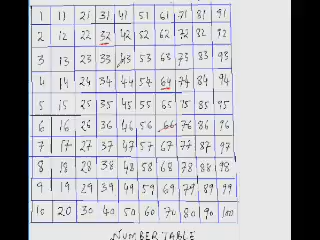 1 11 21 31 41 51 61 71 81 91
2 12 22 32 42 52 62 72 82 92
3 13 23 33 43 53 63 73 83 93
4 14 24 34 44 54 64 74 84 94
5 15 25 35 45 55 65 75 85 95
6 16 26 36 46 56 66 76 86 96
7 17 27 37 47 57 67 77 87 97
8 18 28 38 48 58 68 78 88 98
9 19 29 39 49 59 69 79 89 99
10 20 30 40 50 60 70 80 90 100
NUMBER TABLE